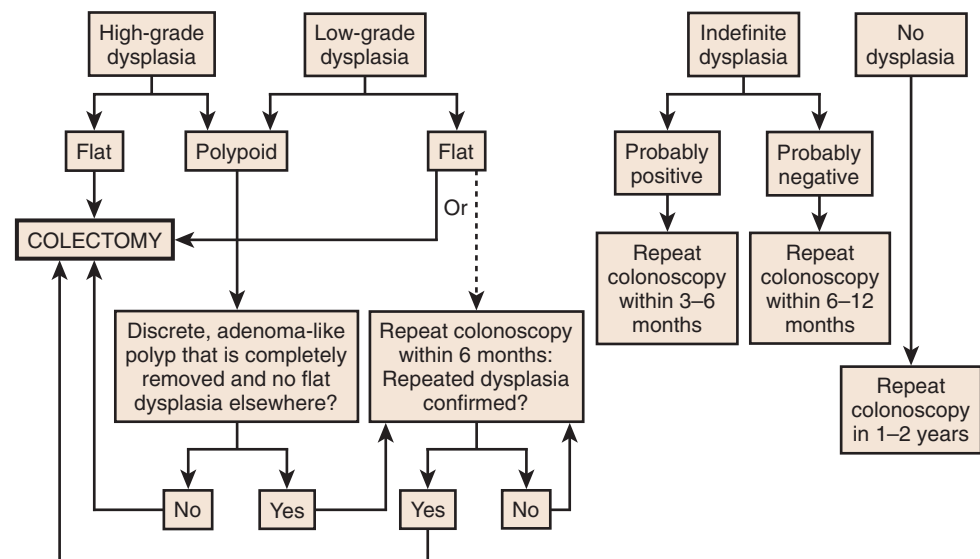 High-grade
dysplasia
Low-grade
dysplasia
Indefinite
dysplasia
No
dysplasia
Flat
Polypoid
Flat
Probably
positive
Probably
negative
Or
COLECTOMY
Repeat
colonoscopy
within 3–6
months
Repeat
colonoscopy
within 6–12
months
Discrete, adenoma-like
polyp that is completely
removed and no flat
dysplasia elsewhere?
Repeat colonoscopy
within 6 months:
Repeated dysplasia
confirmed?
Repeat
colonoscopy
in 1–2 years
No
Yes
Yes
No